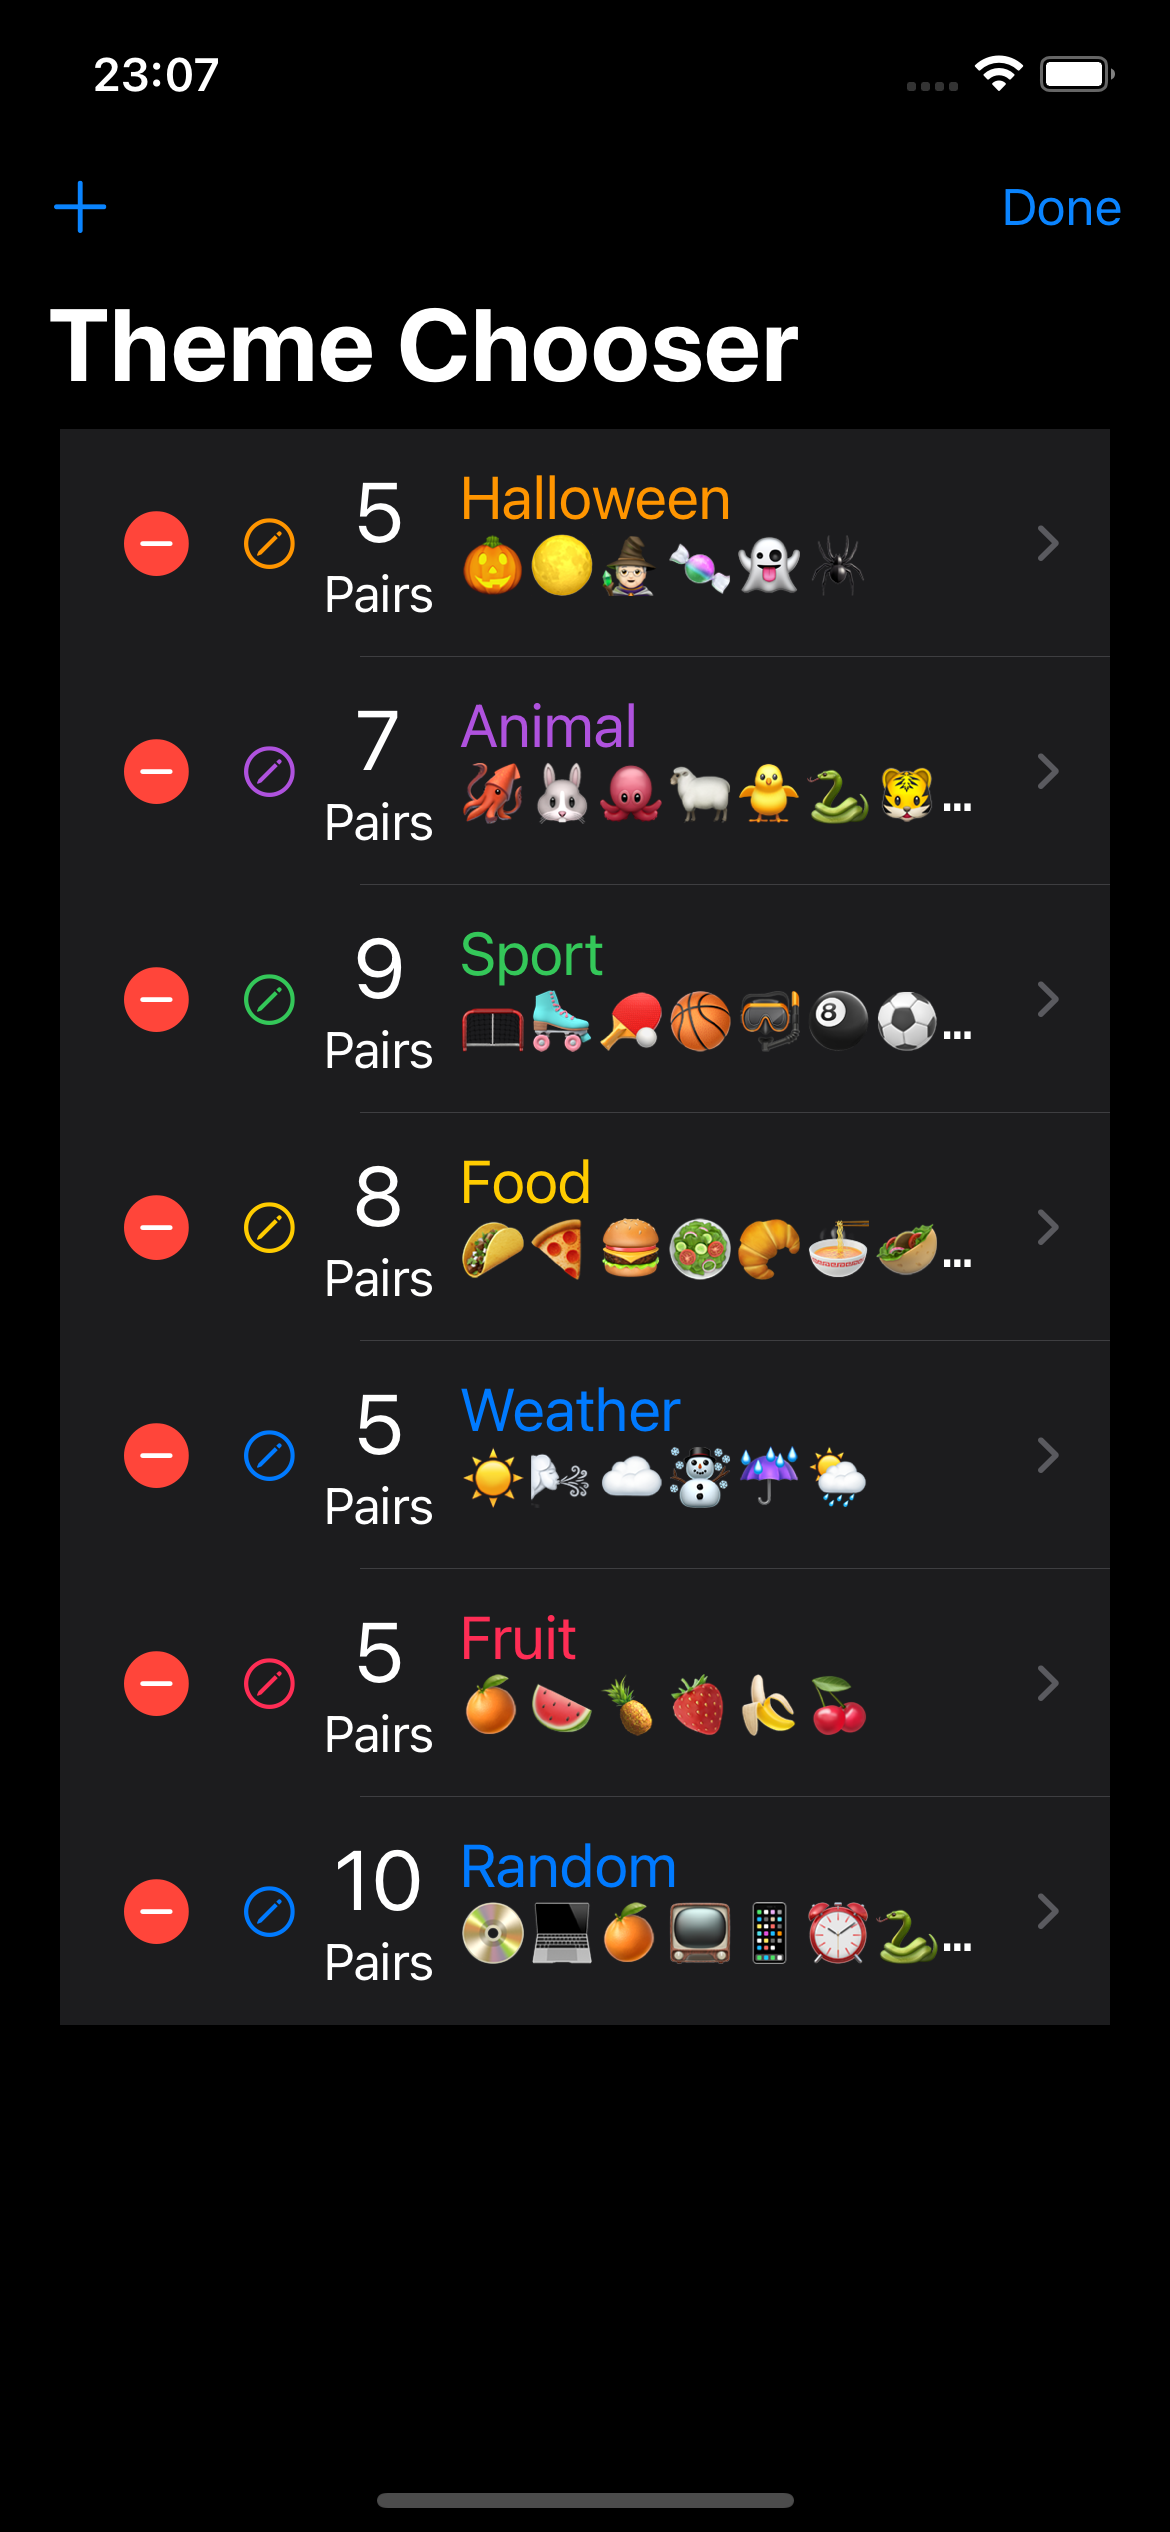 23:07
Done
Theme Chooser
5
Pairs
Halloween
🎃🌕🧙🏻🍬👻🕷
7
Pairs
Animal
🦑🐰🐙🐑🐥🐍🐯...
9
Pairs
Sport
🥅🛼🏓🏀🤿🎱⚽️...
8
Pairs
Food
🌮🍕🍔🥗🥐🍜🥙...
5
Pairs
Weather
☀️🌬☁️☃️☔️🌦
5
Pairs
Fruit
🍊🍉🍍🍓🍌🍒
10
Pairs
Random
💿💻🍊📺📱⏰🐍...